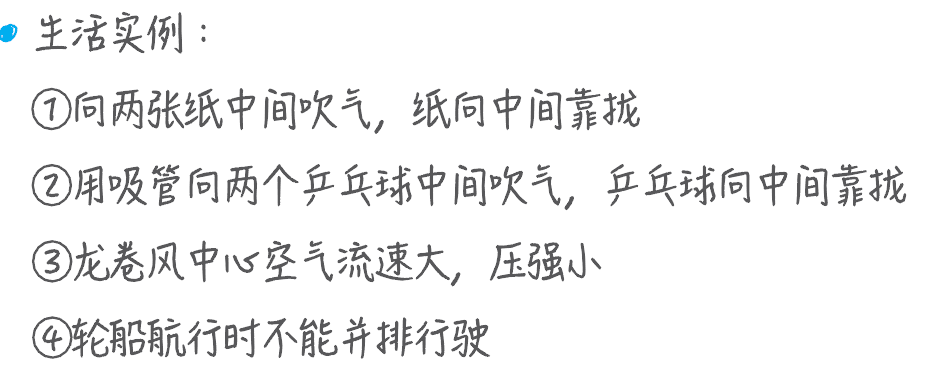 生活实例：
①向两张纸中间吹气，纸向中间靠拢
②用吸管向两个乒乓球中间吹气，乒乓球向中间靠拢
③龙卷风中心空气流速大，压强小
④轮船航行时不能并排行驶